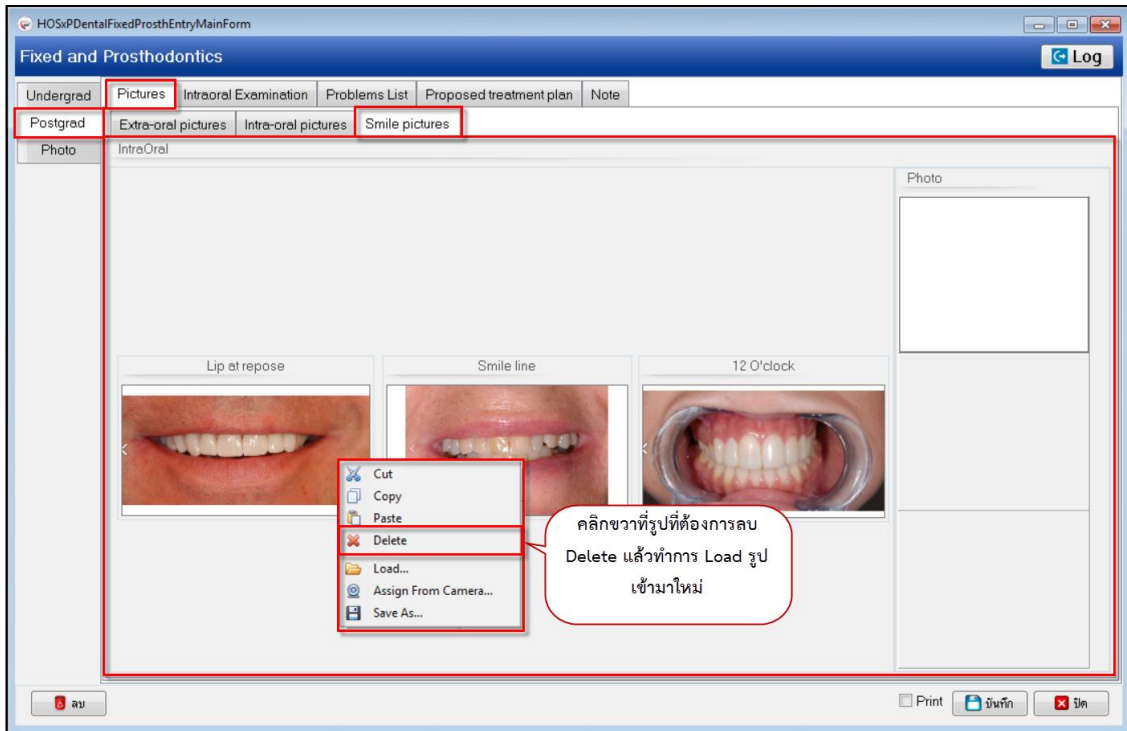 HOSxPDentalFixedProsthEntryMainForm
Fixed and Prosthodontics
Log
Undergrad
Postgrad
Photo
Pictures
Intraoral Examination
Problems List
Proposed treatment plan
Note
Extra-oral pictures
Intra-oral pictures
Smile pictures
IntraOral
Photo
Lip at repose
Smile line
12 O'clock
Cut
Copy
Paste
Delete
Load...
Assign From Camera...
Save As...
คลิกขวาที่รูปที่ต้องการลบ
Delete แล้วทำการ Load รูป
เข้ามาใหม่
ลบ
Print
บันทึก
ปิด